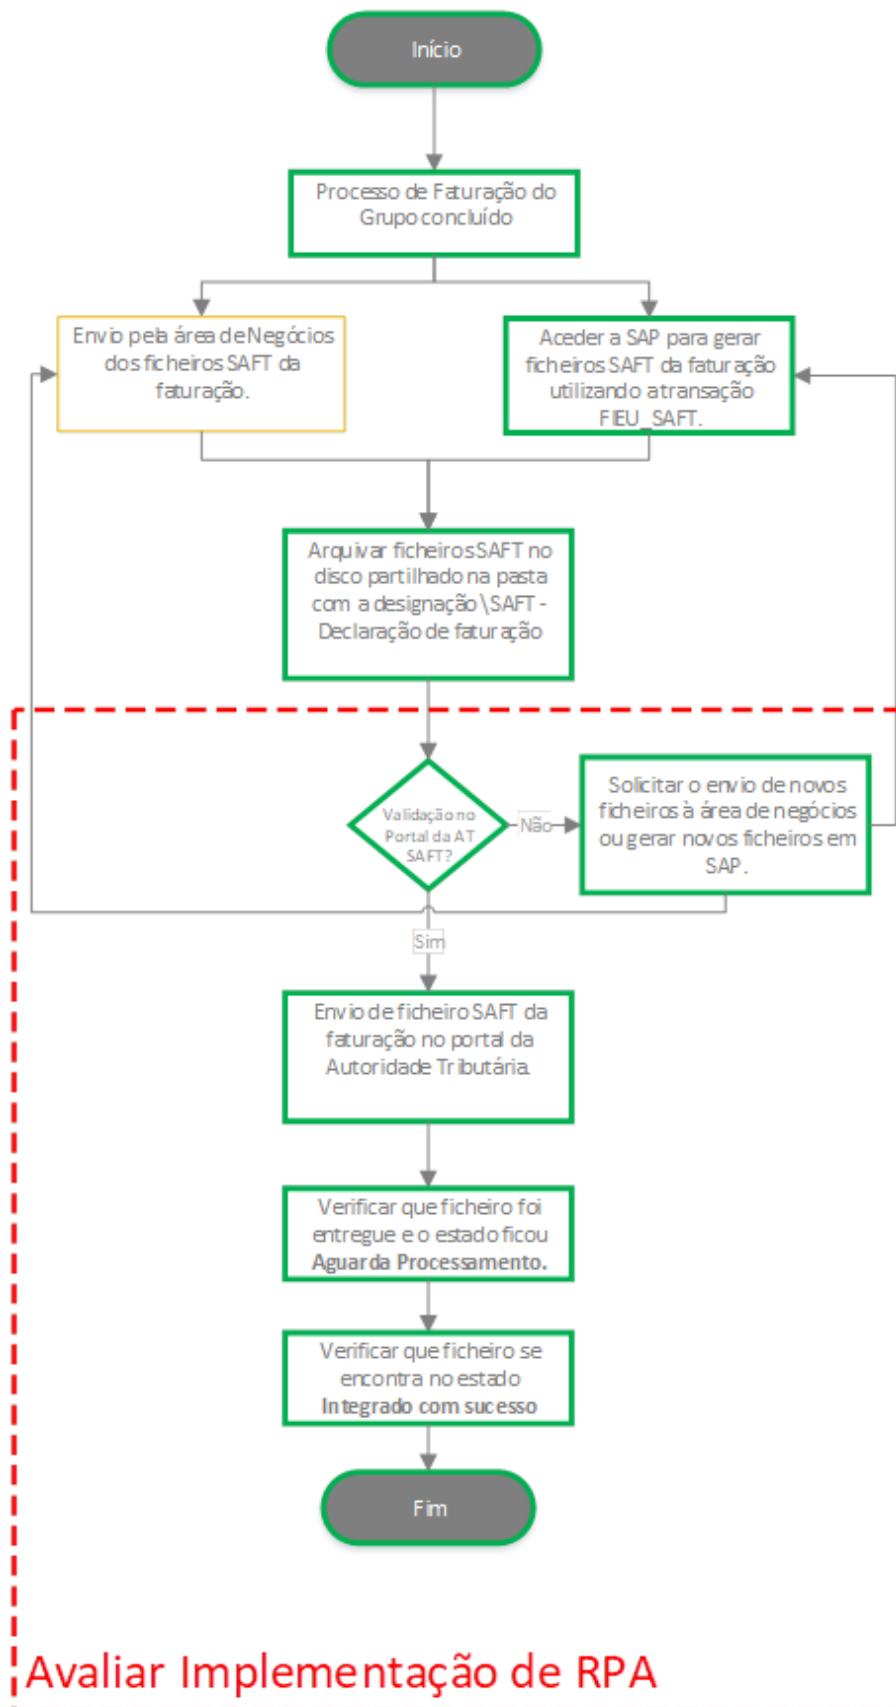 Início
Processo de Faturação do
Grupo concluído
Envio pela área de Negócios
dos ficheiros SAFT da
faturação.
Aceder a SAP para gerar
ficheiros SAFT da faturação
utilizando a transação
FIEU_SAFT.
Arquivar ficheiros SAFT no
disco partilhado na pasta
com a designação \SAFT -
Declaração de faturação
Validação no
Portal da AT
SAFT?
Não
Solicitar o envio de novos
ficheiros à área de negócios
ou gerar novos ficheiros em
SAP.
Sim
Envio de ficheiro SAFT da
faturação no portal da
Autoridade Tributária.
Verificar que ficheiro foi
entregue e o estado ficou
Aguarda Processamento.
Verificar que ficheiro se
encontra no estado
Integrado com sucesso
Fim
Avaliar Implementação de RPA